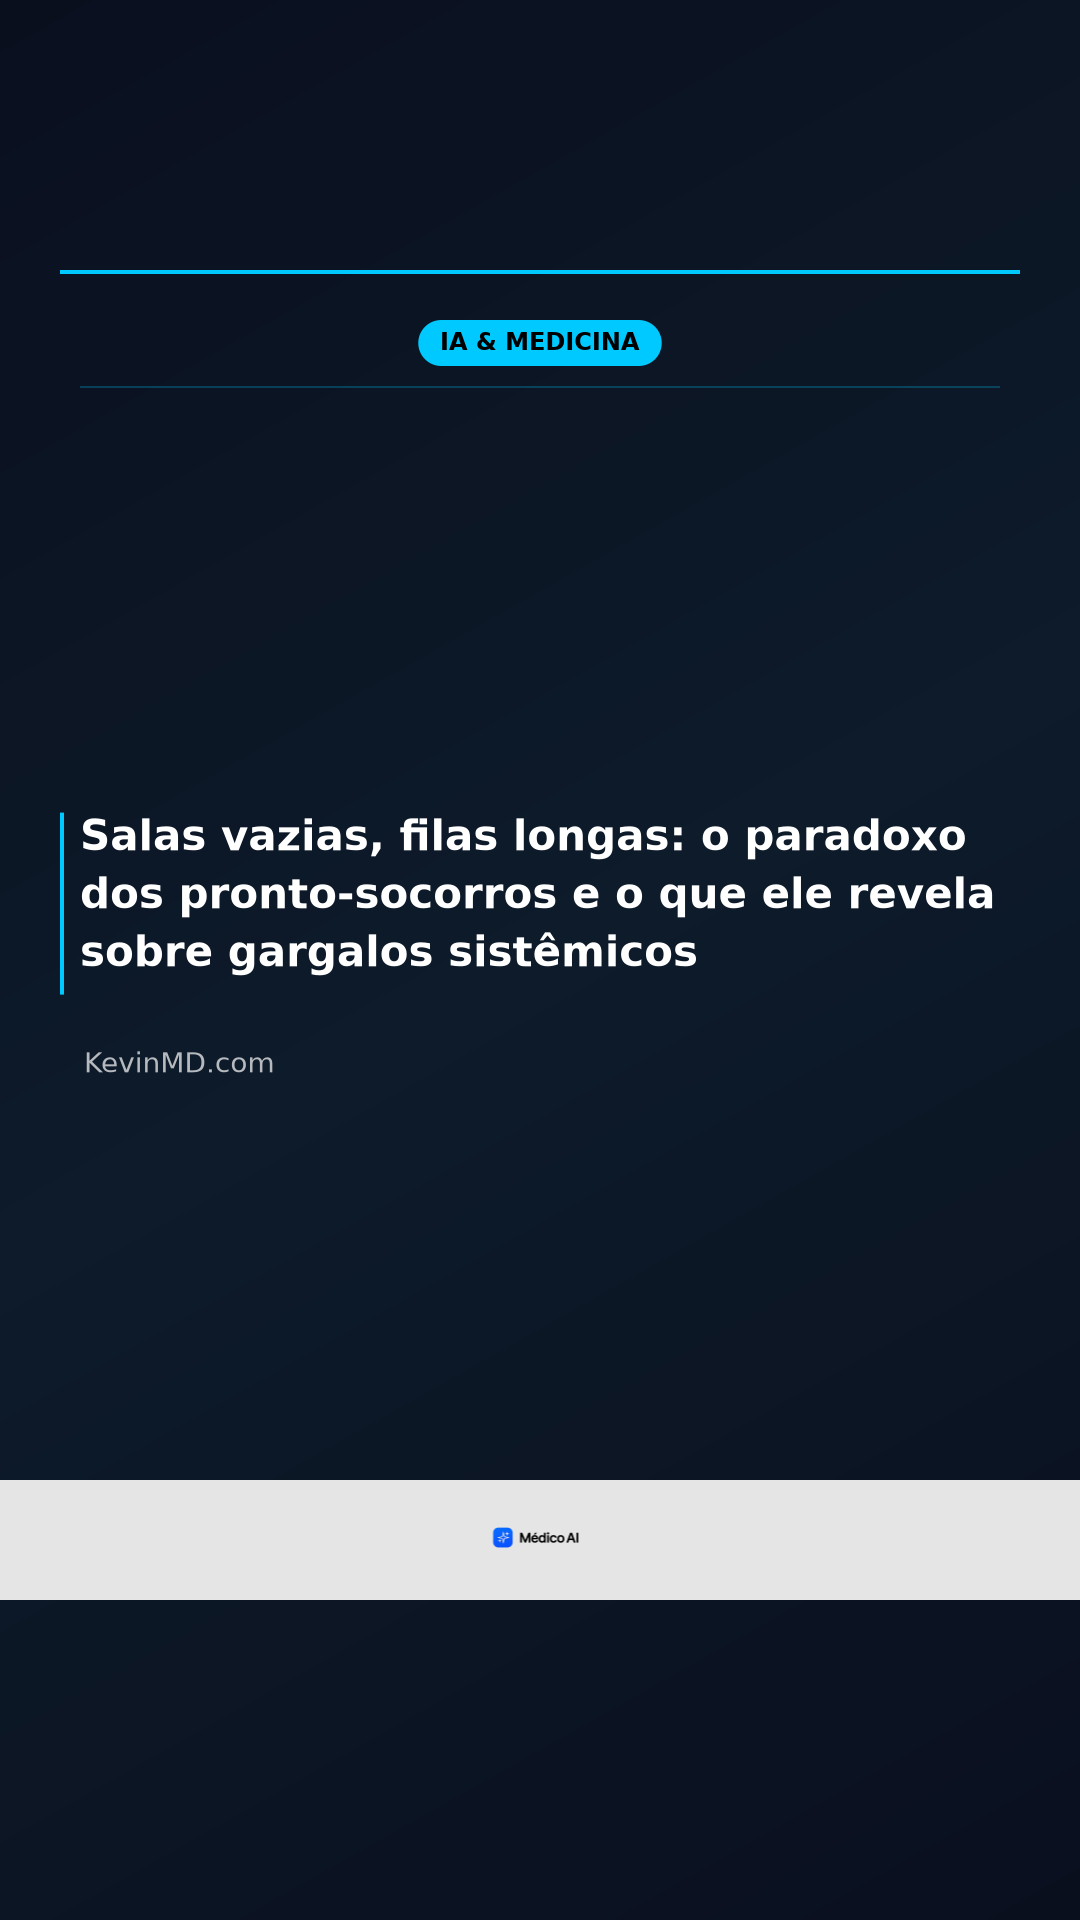 IA & MEDICINA
Salas vazias, filas longas: o paradoxo
dos pronto-socorros e o que ele revela
sobre gargalos sistêmicos
KevinMD.com
Médico AI